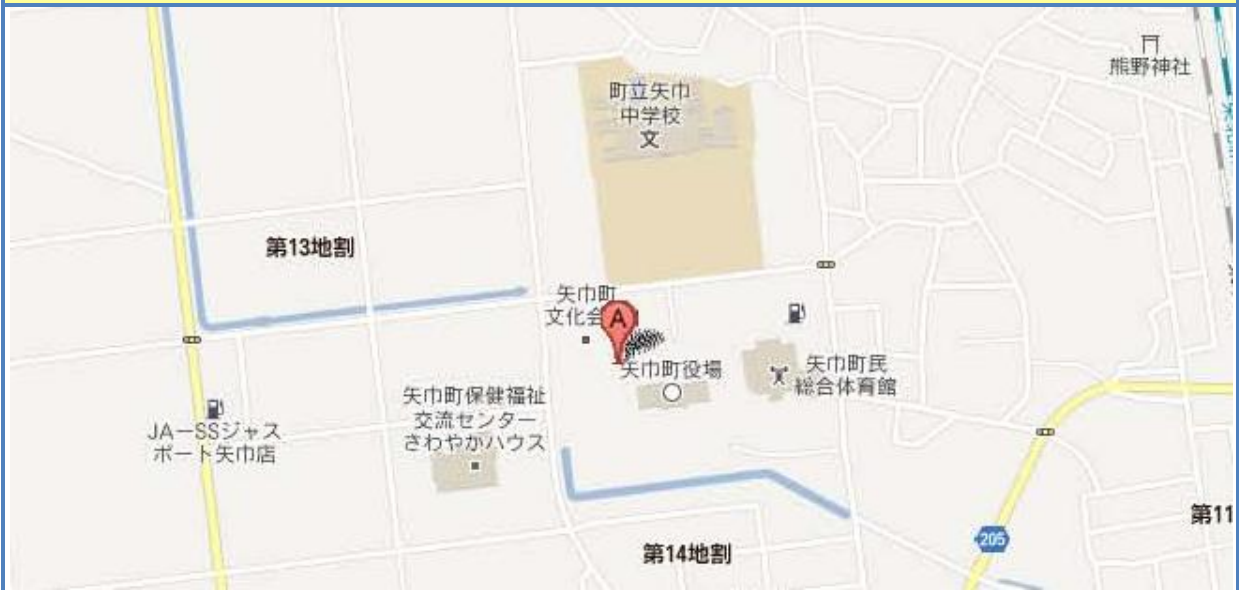 熊野神社
町立矢巾
中学校
文
第13地割
矢巾町
文化会
A
矢巾町役場
矢巾町民
総合体育館
矢巾町保健福祉
交流センター
さわやかハウス
JA-SSジャス
ポート矢巾店
第11
205
第14地割